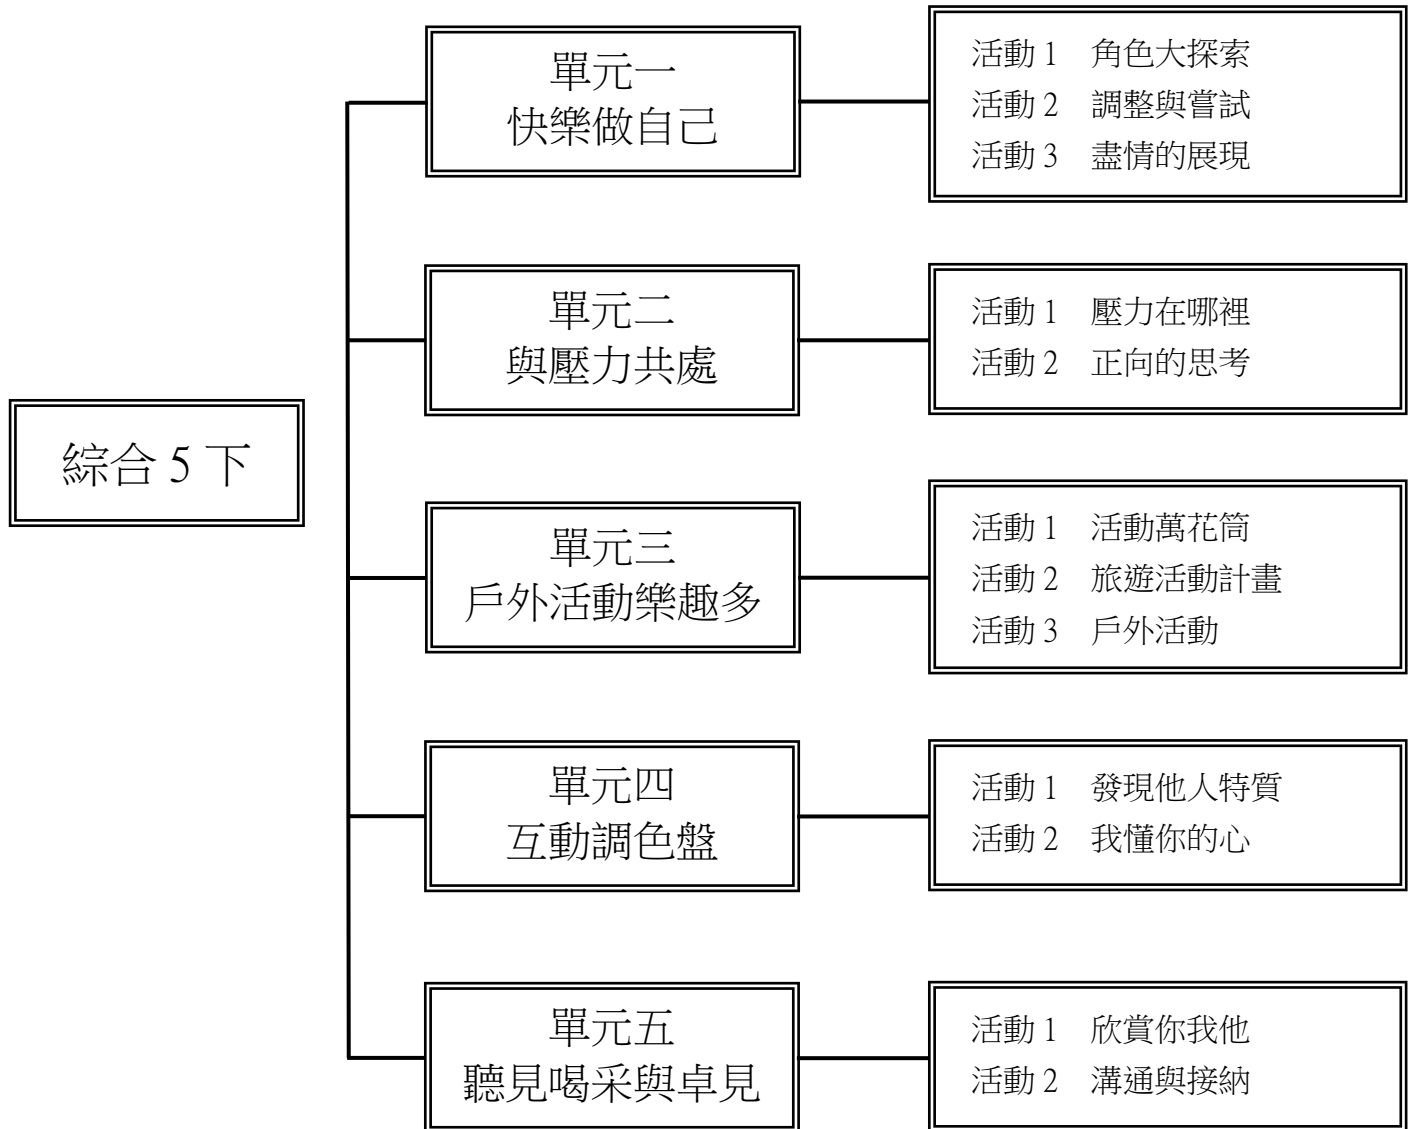 綜合 5 下
單元一
快樂做自己
活動 1 角色大探索
活動 2 調整與嘗試
活動 3 盡情的展現
單元二
與壓力共處
活動 1 壓力在哪裡
活動 2 正向的思考
單元三
戶外活動樂趣多
活動 1 活動萬花筒
活動 2 旅遊活動計畫
活動 3 戶外活動
單元四
互動調色盤
活動 1 發現他人特質
活動 2 我懂你的心
單元五
聽見喝采與卓見
活動 1 欣賞你我他
活動 2 溝通與接納